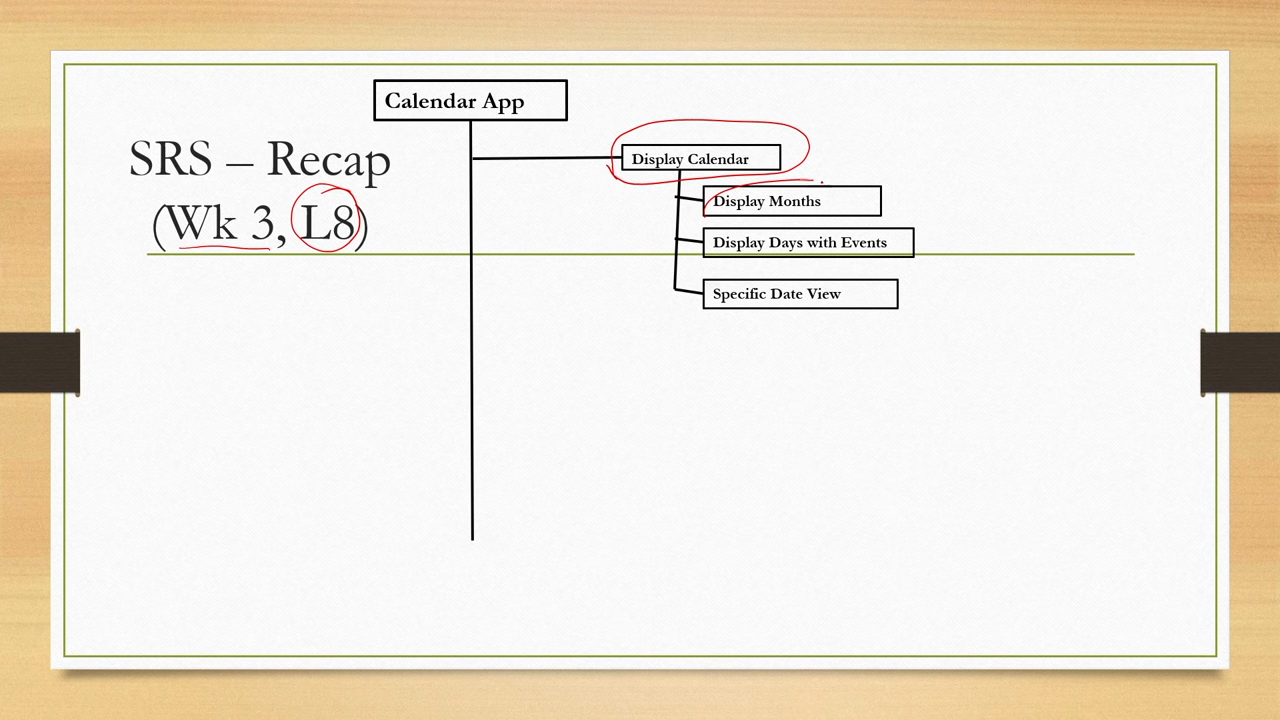 Calendar App
SRS – Recap
(Wk 3, L8)
Display Calendar
Display Months
Display Days with Events
Specific Date View